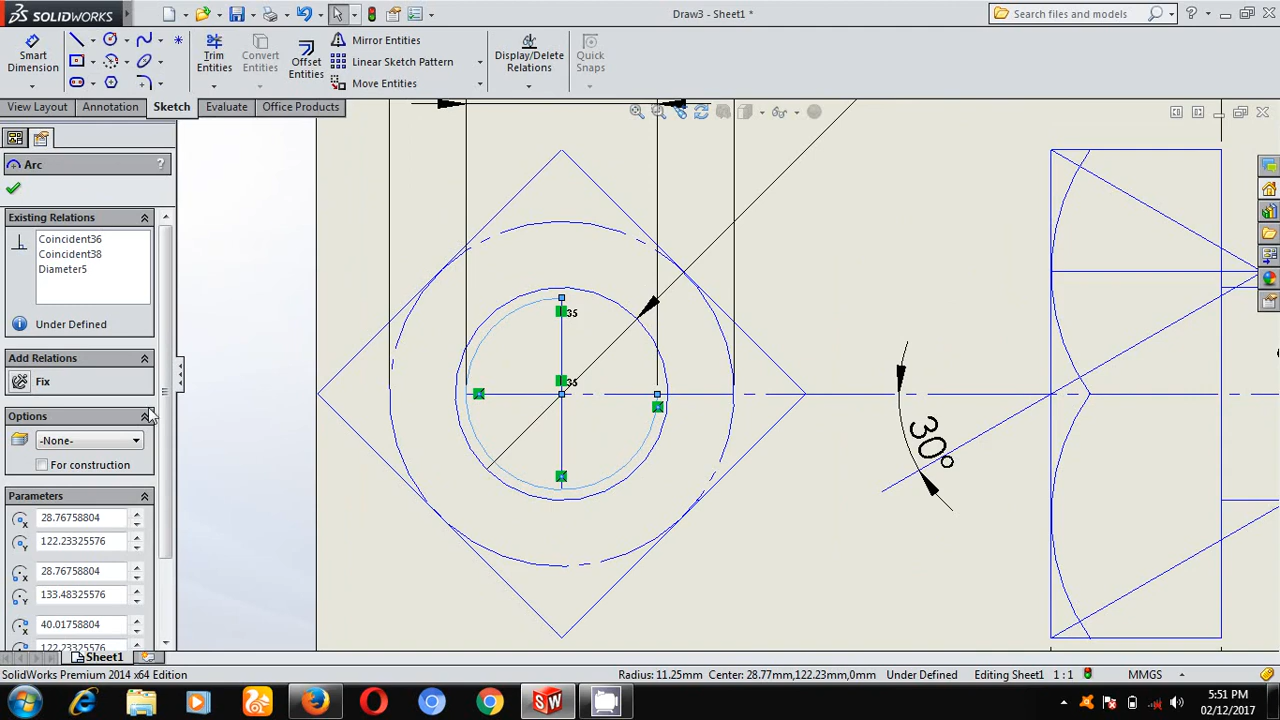 SOLIDWORKS
Draw3 - Sheet1 *
Search files and models
Smart
Dimension
Trim
Entities
Convert
Entities
Offset
Entities
Mirror Entities
Linear Sketch Pattern
Move Entities
Display/Delete
Relations
Quick
Snaps
View Layout
Annotation
Sketch
Evaluate
Office Products
Arc
?
Existing Relations
Coincident36
Coincident38
Diameter5
Under Defined
Add Relations
Fix
Options
-None-
For construction
Parameters
28.76758804
122.23325576
28.76758804
133.48325576
40.01758804
122.23325576
35
35
30°
Sheet1
SolidWorks Premium 2014 x64 Edition
Radius: 11.25mm Center: 28.77mm,122.23mm,0mm
Under Defined
Editing Sheet1
1 : 1
MMGS
5:51 PM
02/12/2017